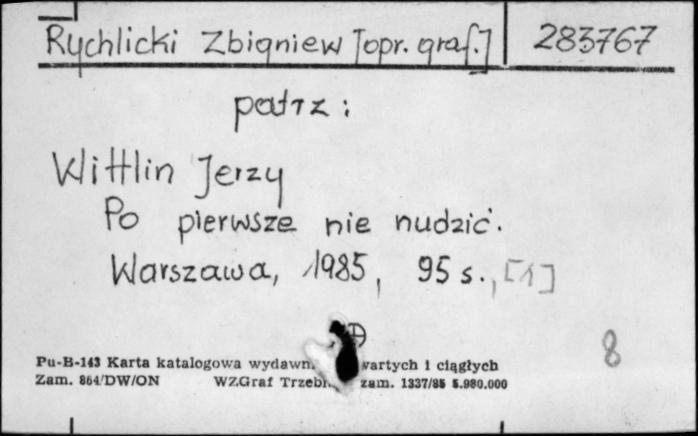 Rychlicki Zbigniew [opr. graf.] 283767
patrz:
Wittlin Jerzy
Po pierwsze nie nudzić.
Warszawa, 1985, 95 s., [1]
8
Pu-B-143 Karta katalogowa wydawn. wartych i ciągłych
Zam. 864/DW/ON WZGraf zam. 1337/85 5.980.000